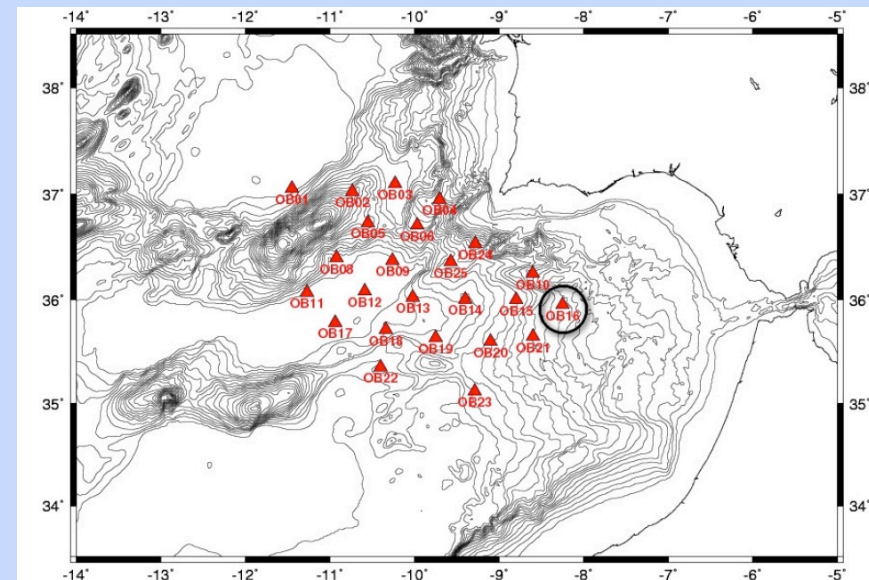 -14 -13 -12 -11 -10 -9 -8 -7 -6 -5
38° 38°
37° 37°
OB01 OB02 OB03 OB04
OB05 OB06
OB24
OB08 OB09 OB25
OB10
36° 36°
OB11 OB12 OB13 OB14 OB15 OB16
OB17 OB18 OB19 OB20 OB21
OB22
35° 35°
OB23
34° 34°
-14° -13° -12° -11° -10° -9° -8° -7° -6° -5°